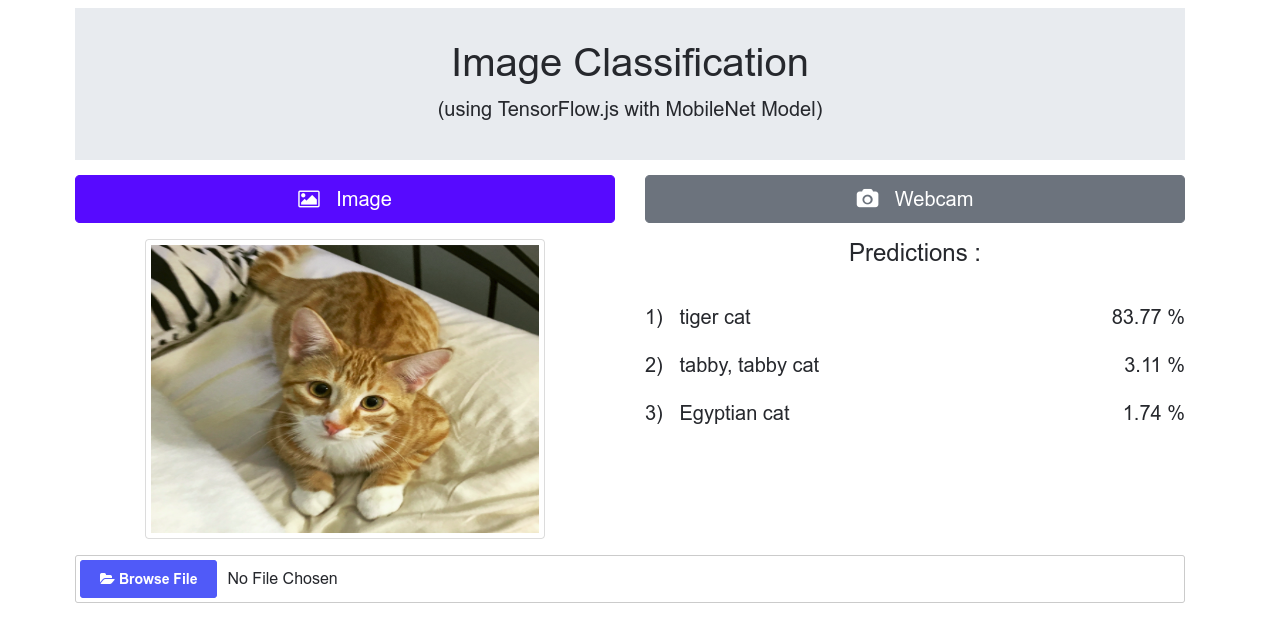 Image Classification
(using TensorFlow.js with MobileNet Model)
Image
Webcam
Predictions :
1) tiger cat 83.77 %
2) tabby, tabby cat 3.11 %
3) Egyptian cat 1.74 %
Browse File No File Chosen